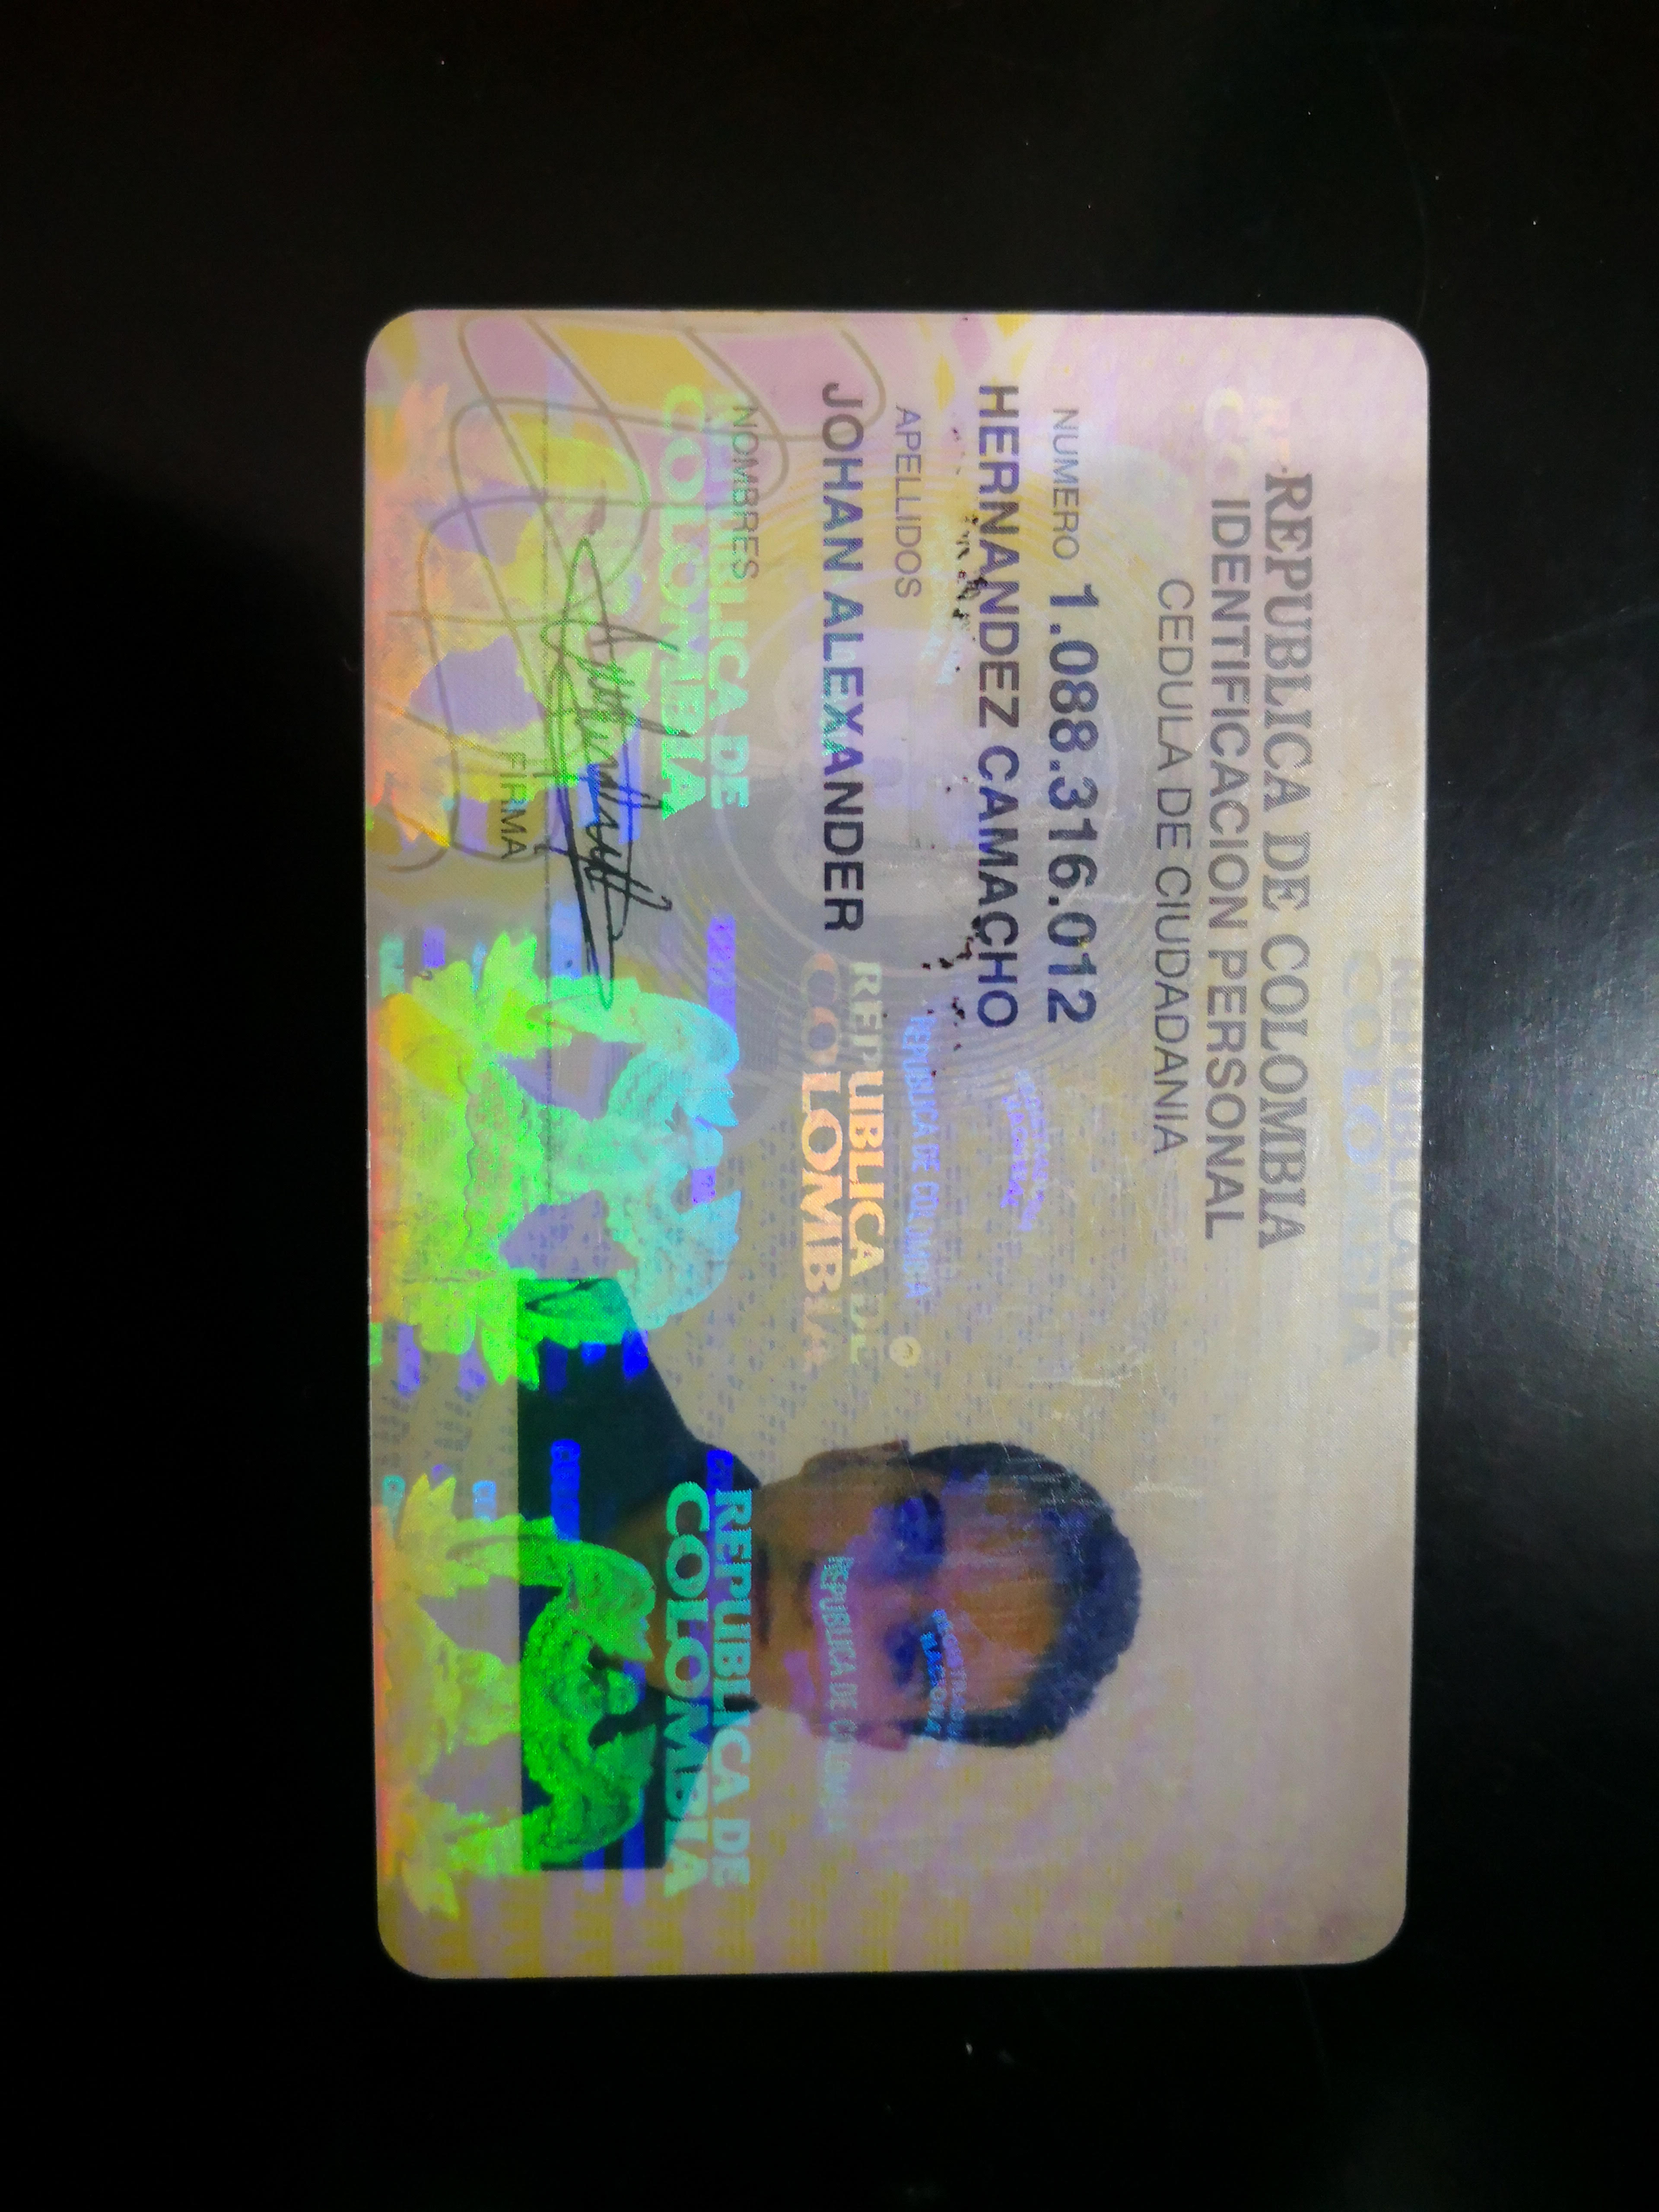 REPUBLICA DE COLOMBIA
IDENTIFICACION PERSONAL
CEDULA DE CIUDADANIA
NUMERO 1.088.316.012
HERNANDEZ CAMACHO
APELLIDOS
JOHAN ALEXANDER
NOMBRES
FIRMA
REPUBLICA DE
COLOMBIA
REPUBLICA DE
COLOMBIA
REPUBLICA DE
COLOMBIA
REPUBLICA DE
COLOMBIA
REPUBLICA DE COLOMBIA
REPUBLICA DE COLOMBIA